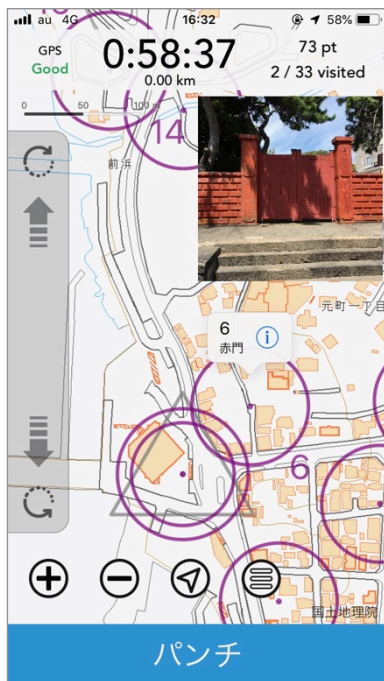 au 4G 16:32 58%
GPS
Good
0:58:37
0.00 km
73 pt
2 / 33 visited
0 50 100 m
14
前浜
元町一丁目
6
赤門
i
6
国土地理院
パンチ